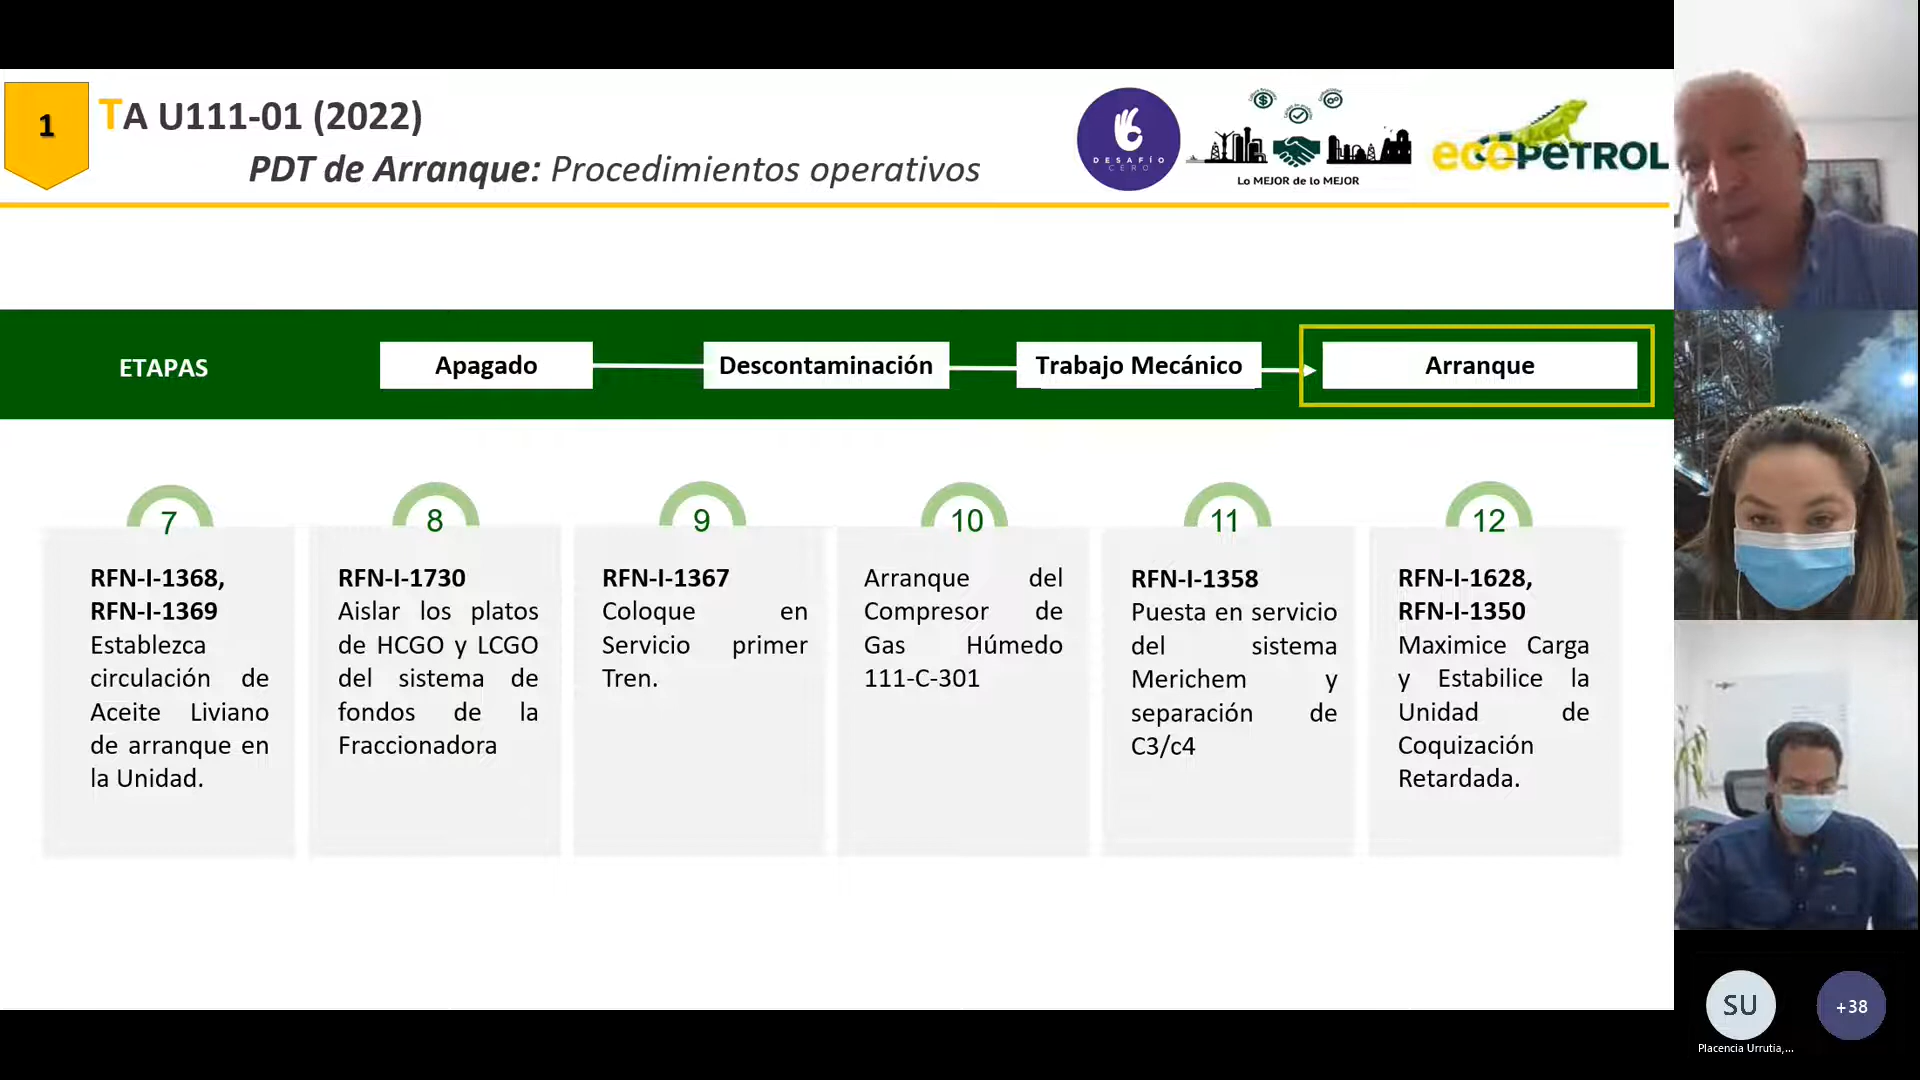 1
TA U111-01 (2022)
PDT de Arranque: Procedimientos operativos
DESAFÍO
CERO
Lo MEJOR de lo MEJOR
ecoPETROL
ETAPAS
Apagado
Descontaminación
Trabajo Mecánico
Arranque
7
RFN-I-1368,
RFN-I-1369
Establezca
circulación de
Aceite Liviano
de arranque en
la Unidad.
8
RFN-I-1730
Aislar los platos
de HCGO y LCGO
del sistema de
fondos de la
Fraccionadora
9
RFN-I-1367
Coloque en
Servicio primer
Tren.
10
Arranque del
Compresor de
Gas Húmedo
111-C-301
11
RFN-I-1358
Puesta en servicio
del sistema
Merichem y
separación de
C3/c4
12
RFN-I-1628,
RFN-I-1350
Maximice Carga
y Estabilice la
Unidad de
Coquización
Retardada.
SU
+38
Placencia Urrutia,...